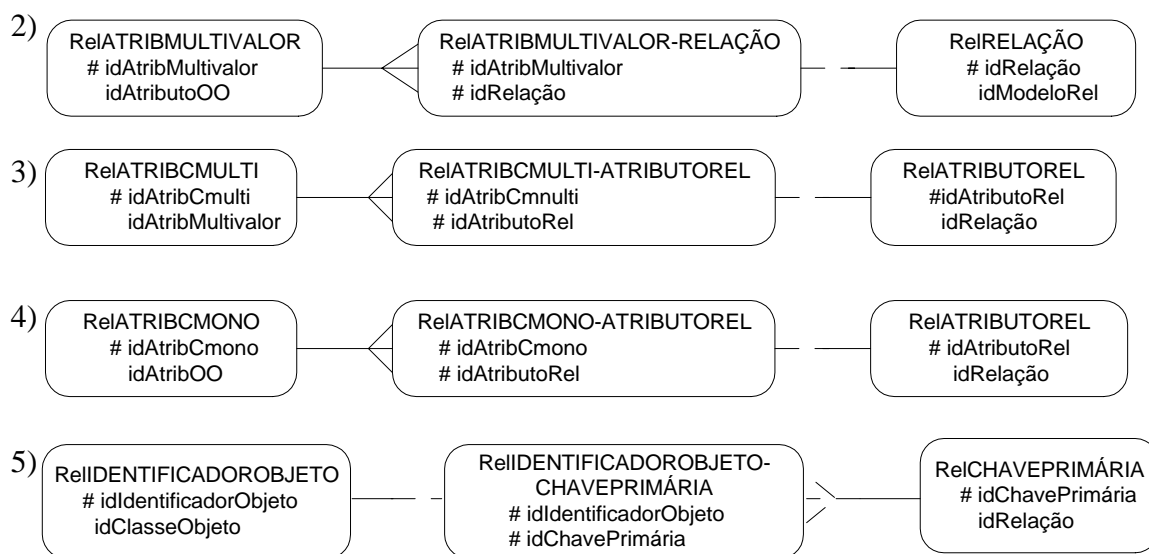 2)
RelATRIBMULTIVALOR
# idAtribMultivalor
idAtributoOO
RelATRIBMULTIVALOR-RELAÇÃO
# idAtribMultivalor
# idRelação
RelRELAÇÃO
# idRelação
idModeloRel
3)
RelATRIBCMULTI
# idAtribCmulti
idAtribMultivalor
RelATRIBCMULTI-ATRIBUTOREL
# idAtribCmnulti
# idAtributoRel
RelATRIBUTOREL
#idAtributoRel
idRelação
4)
RelATRIBCMONO
# idAtribCmono
idAtribOO
RelATRIBCMONO-ATRIBUTOREL
# idAtribCmono
# idAtributoRel
RelATRIBUTOREL
# idAtributoRel
idRelação
5)
RelIDENTIFICADOROBJETO
# idIdentificadorObjeto
idClasseObjeto
RelIDENTIFICADOROBJETO-
CHAVEPRIMÁRIA
# idIdentificadorObjeto
# idChavePrimária
RelCHAVEPRIMÁRIA
# idChavePrimária
idRelação